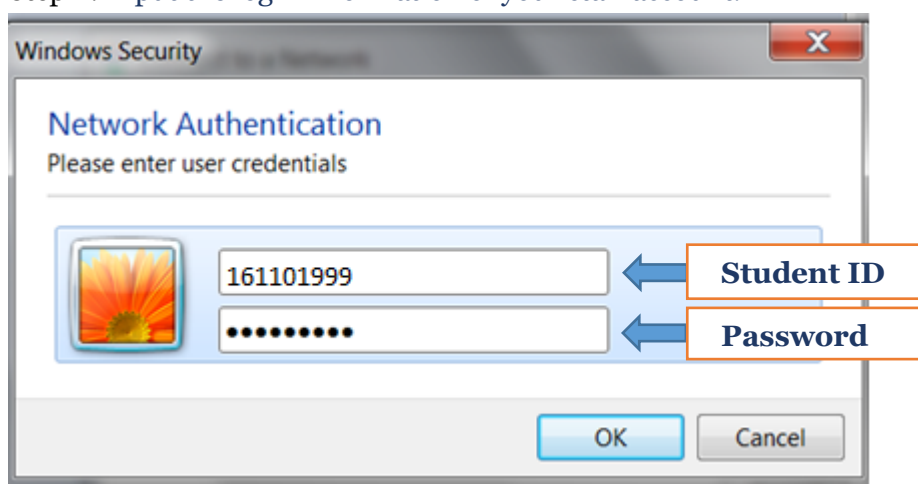 Windows Security
Network Authentication
Please enter user credentials
161101999
Student ID
•••••••••
Password
OK
Cancel